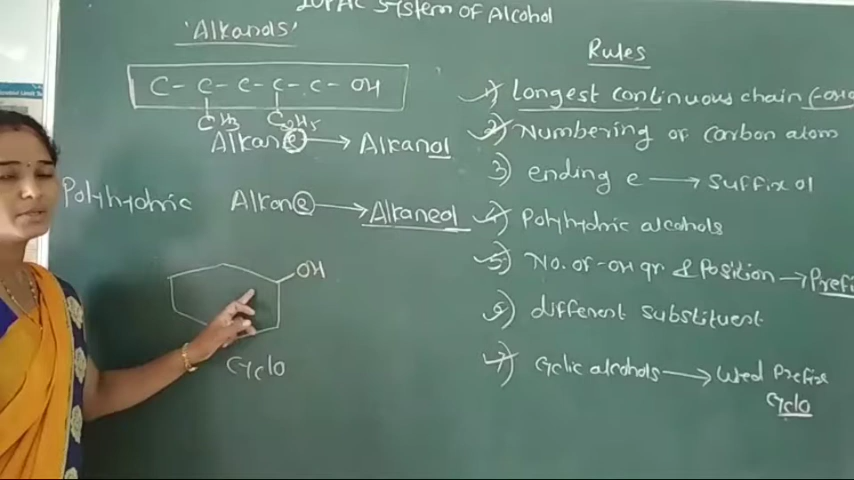 IUPAC System of Alcohol
'Alkanols'
C - C - C - C - C - OH
CH3 C2H5
Alkane → Alkanol
Polyhydric Alkane → Alkaneol
OH
Cyclo
Rules
1) Longest continuous chain (-OH)
2) Numbering of carbon atom
3) ending e → suffix ol
4) Polyhydric alcohols
5) No. of -OH gr & Position → Prefix
6) different substituent
7) Cyclic alcohols → Used Prefix
Cyclo